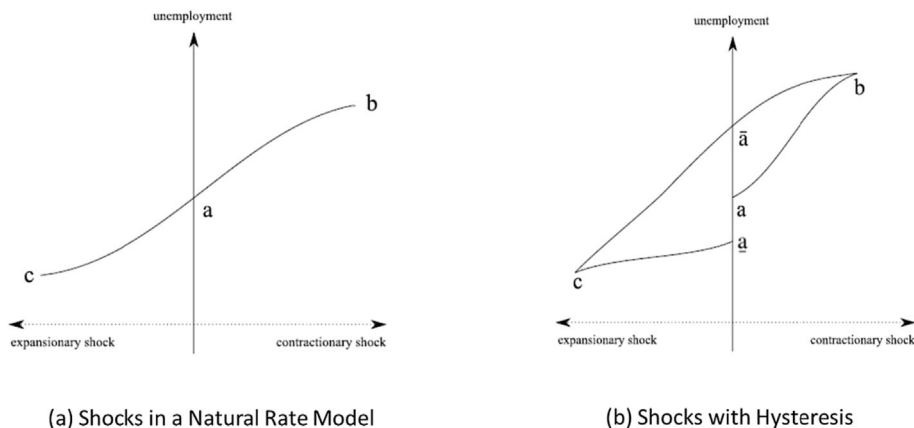 unemployment
b
a
c
expansionary shock
contractionary shock
(a) Shocks in a Natural Rate Model
unemployment
b
ā
a
a̲
c
expansionary shock
contractionary shock
(b) Shocks with Hysteresis